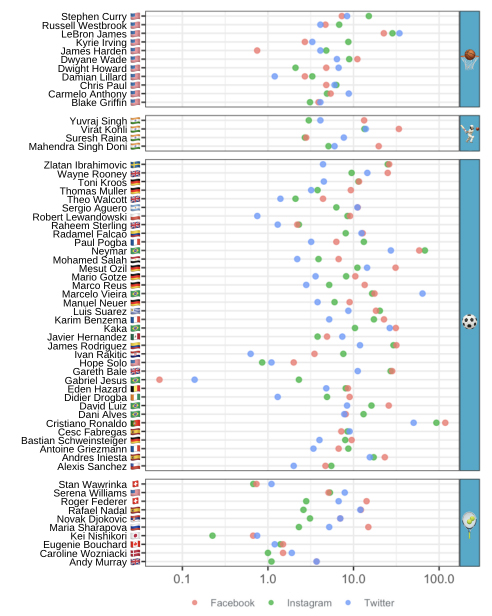 Stephen Curry
Russell Westbrook
LeBron James
Kyrie Irving
James Harden
Dwyane Wade
Dwight Howard
Damian Lillard
Chris Paul
Carmelo Anthony
Blake Griffin
Yuvraj Singh
Virat Kohli
Suresh Raina
Mahendra Singh Doni
Zlatan Ibrahimovic
Wayne Rooney
Toni Kroos
Thomas Muller
Theo Walcott
Sergio Aguero
Robert Lewandowski
Raheem Sterling
Radamel Falcao
Paul Pogba
Neymar
Mohamed Salah
Mesut Ozil
Mario Gotze
Marco Reus
Marcelo Vieira
Manuel Neuer
Luis Suarez
Karim Benzema
Kaka
Javier Hernandez
James Rodriguez
Ivan Rakitic
Hope Solo
Gareth Bale
Gabriel Jesus
Eden Hazard
Didier Drogba
David Luiz
Dani Alves
Cristiano Ronaldo
Cesc Fabregas
Bastian Schweinsteiger
Antoine Griezmann
Andres Iniesta
Alexis Sanchez
Stan Wawrinka
Serena Williams
Roger Federer
Rafael Nadal
Novak Djokovic
Maria Sharapova
Kei Nishikori
Eugenie Bouchard
Caroline Wozniacki
Andy Murray
0.1 1.0 10.0 100.0
Facebook Instagram Twitter